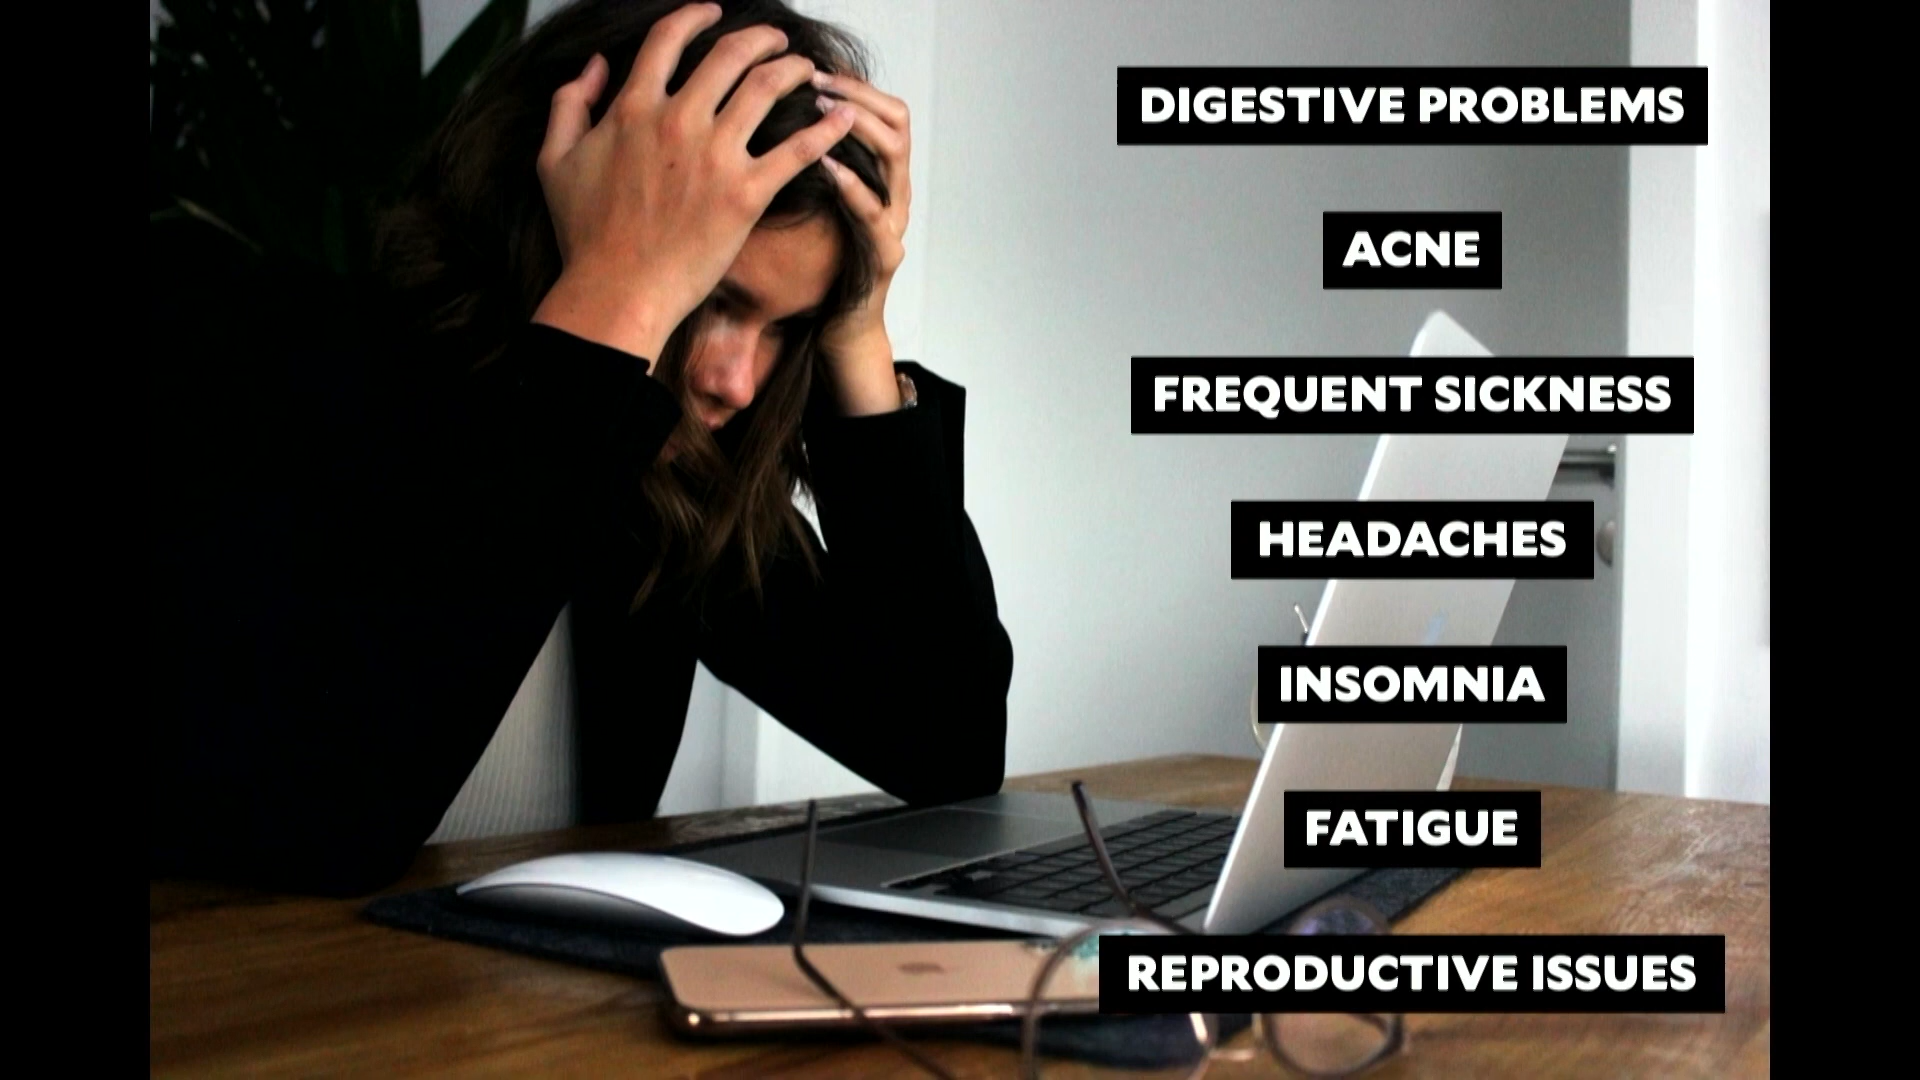 DIGESTIVE PROBLEMS
ACNE
FREQUENT SICKNESS
HEADACHES
INSOMNIA
FATIGUE
REPRODUCTIVE ISSUES